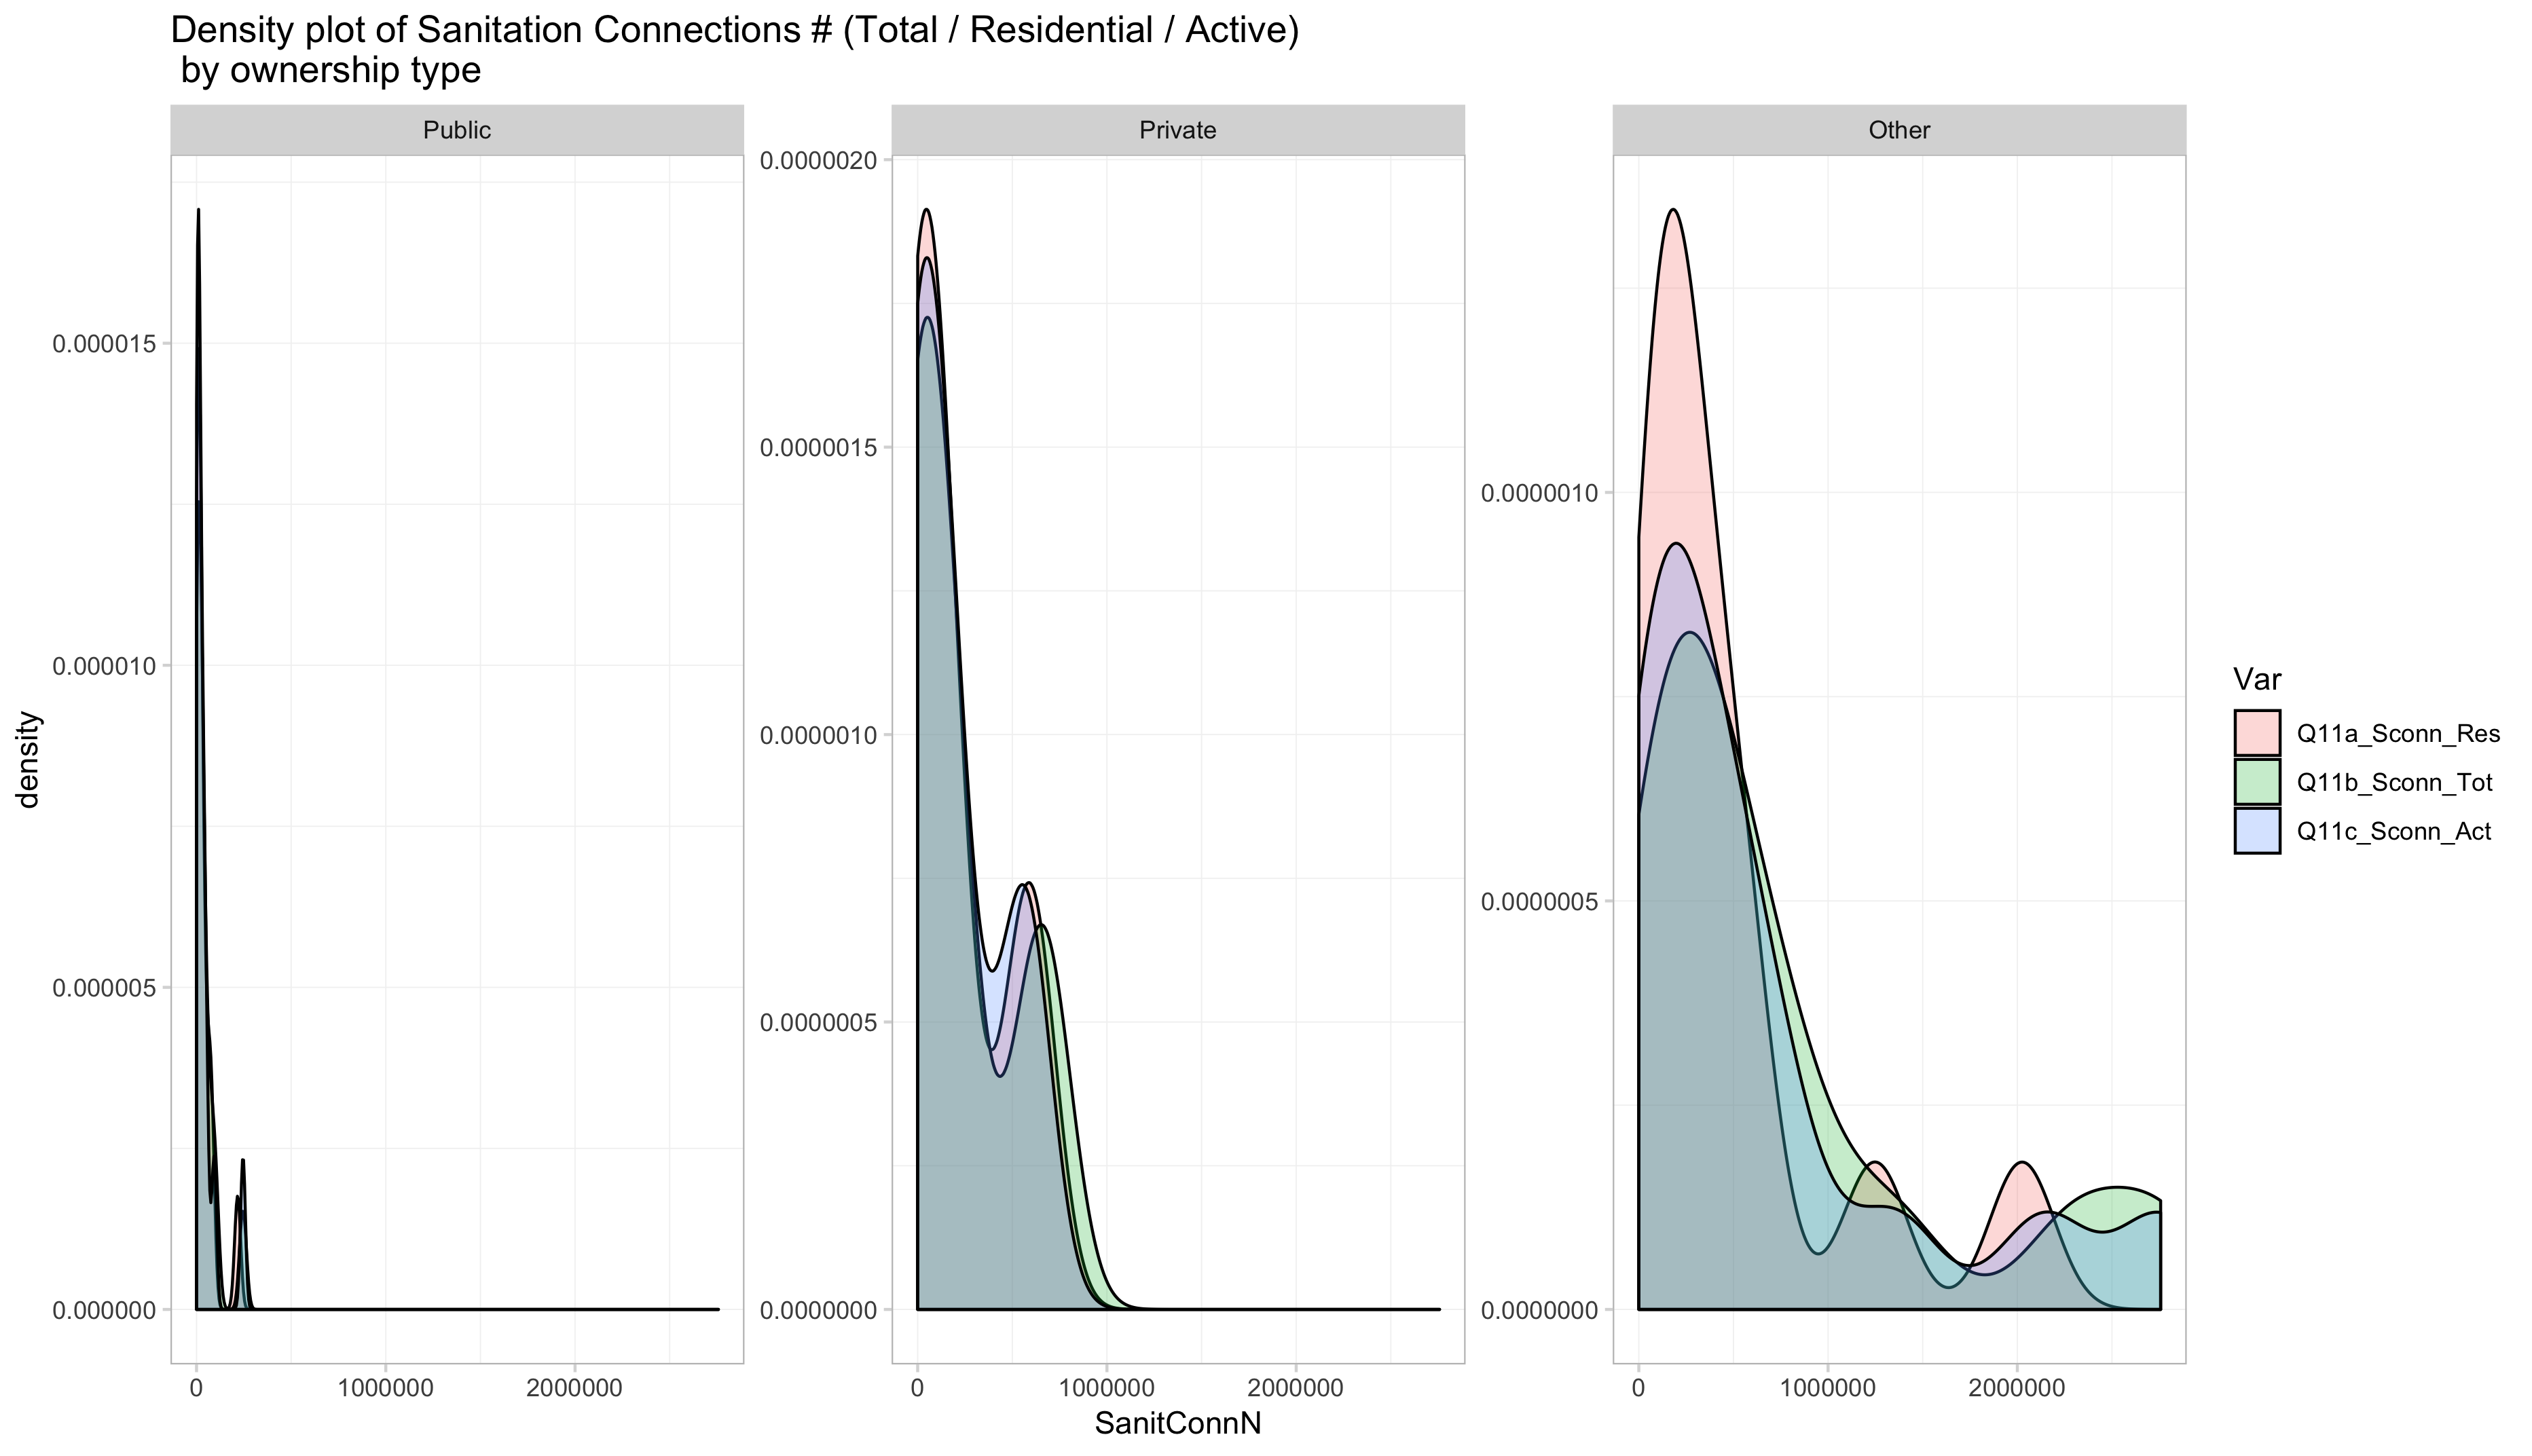 Density plot of Sanitation Connections # (Total / Residential / Active)
by ownership type
Public
Private
Other
density
0.000015
0.000010
0.000005
0.000000
0.0000020
0.0000015
0.0000010
0.0000005
0.0000000
0.0000010
0.0000005
0.0000000
0 1000000 2000000
0 1000000 2000000
0 1000000 2000000
SanitConnN
Var
Q11a_Sconn_Res
Q11b_Sconn_Tot
Q11c_Sconn_Act